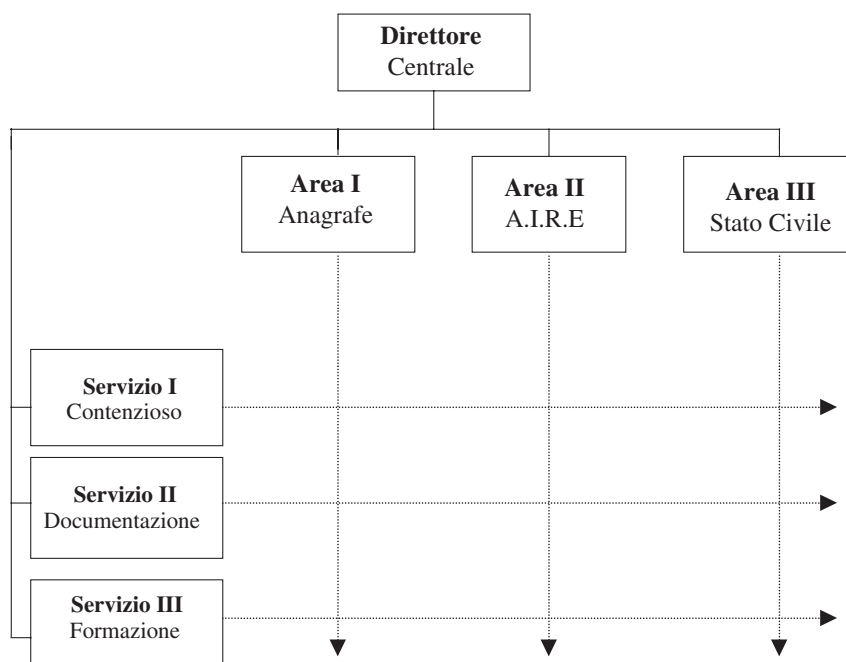 Direttore
Centrale
Area I
Anagrafe
Area II
A.I.R.E
Area III
Stato Civile
Servizio I
Contenzioso
Servizio II
Documentazione
Servizio III
Formazione